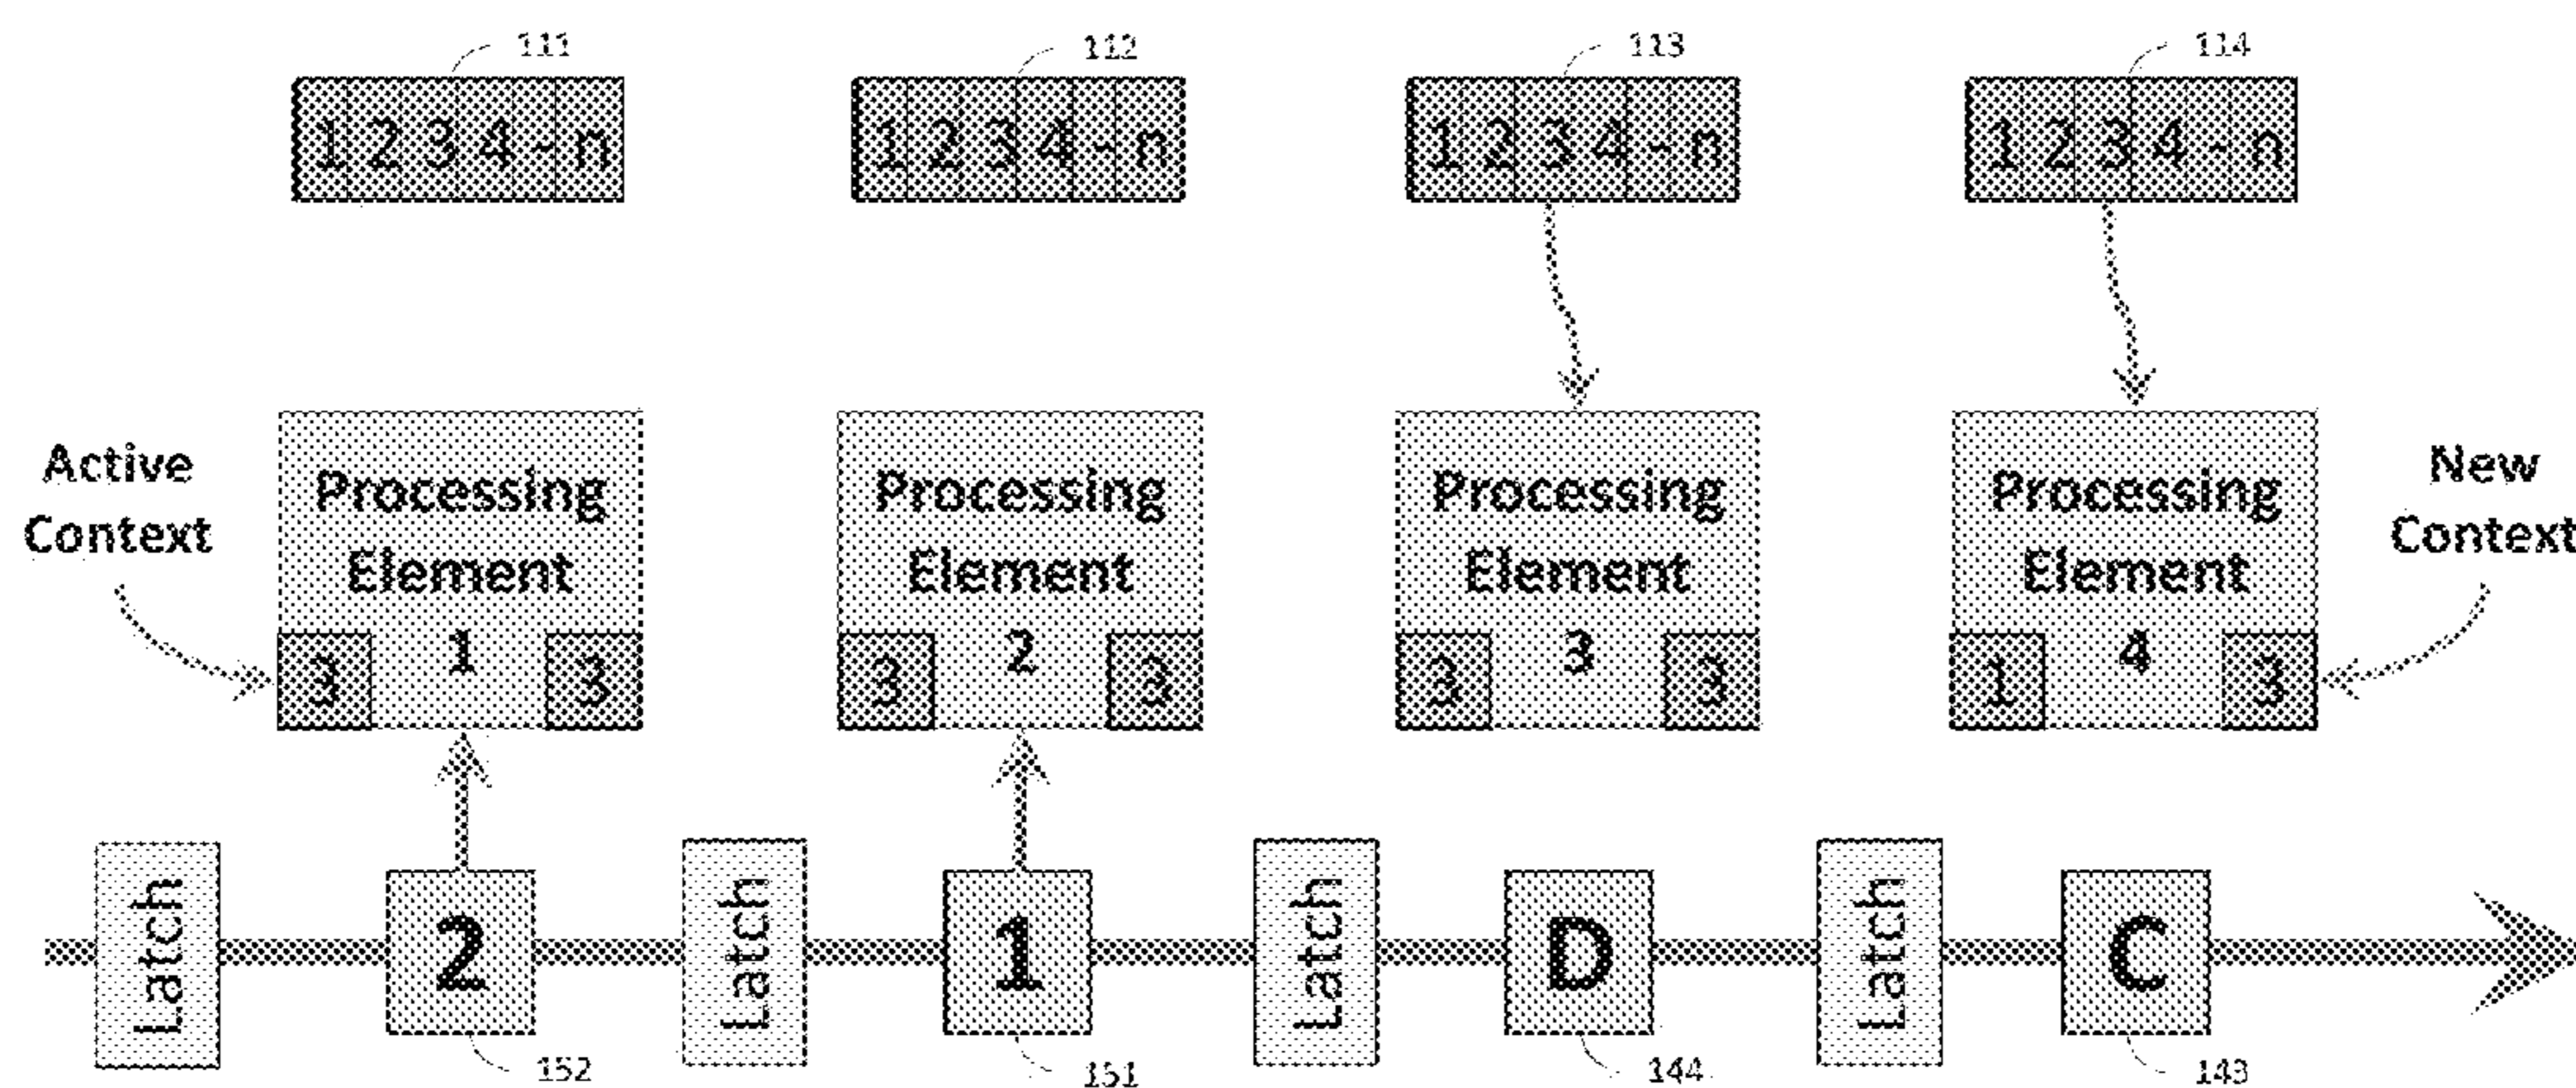 111
112
113
114
1 2 3 4 - n
1 2 3 4 - n
1 2 3 4 - n
1 2 3 4 - n
Active
Context
Processing
Element
1
3
3
Processing
Element
2
3
3
Processing
Element
3
3
3
Processing
Element
4
1
3
New
Context
Latch
2
Latch
1
Latch
D
Latch
C
152
151
144
143